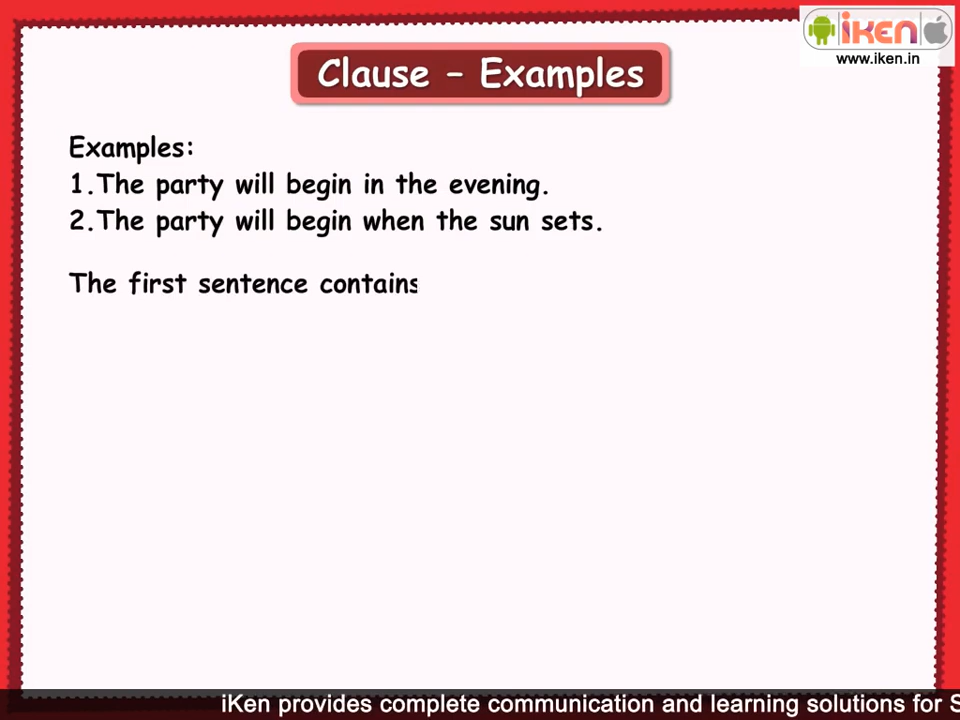 iKEN
www.iken.in
Clause – Examples
Examples:
1.The party will begin in the evening.
2.The party will begin when the sun sets.
The first sentence contains
iKen provides complete communication and learning solutions for S